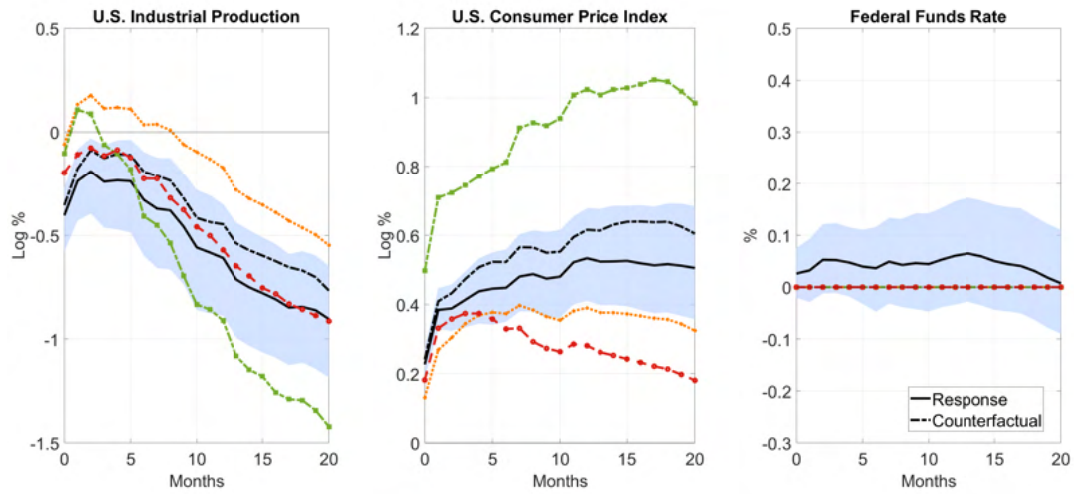 U.S. Industrial Production
0.5
0
-0.5
-1
-1.5
Log %
0 5 10 15 20
Months
U.S. Consumer Price Index
1.2
1
0.8
0.6
0.4
0.2
0
Log %
0 5 10 15 20
Months
Federal Funds Rate
0.5
0.4
0.3
0.2
0.1
0
-0.1
-0.2
-0.3
%
0 5 10 15 20
Months
Response
Counterfactual